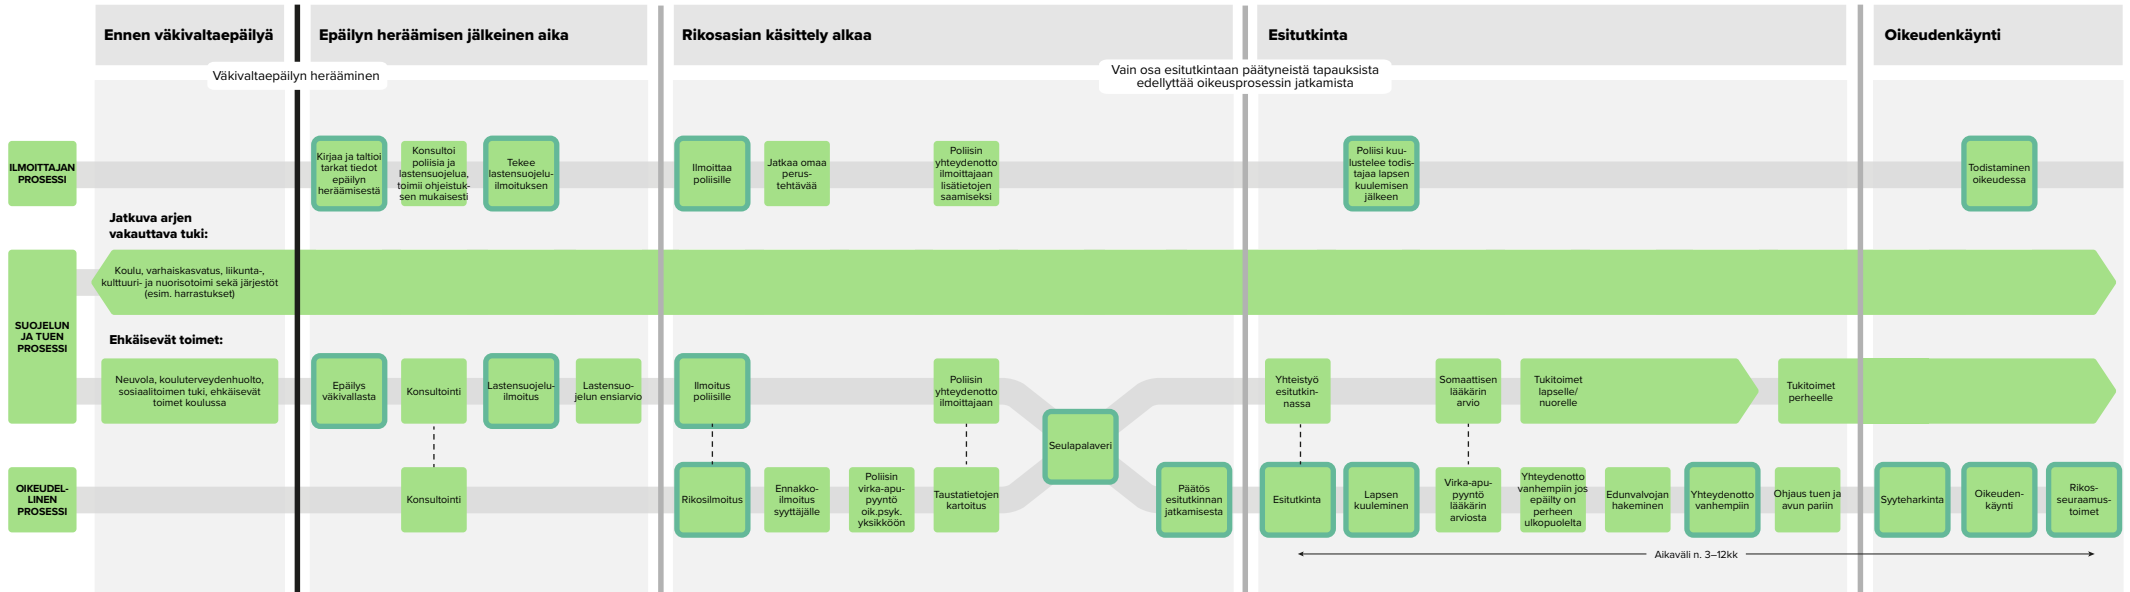 Ennen väkivaltaepäilyä
Epäilyn heräämisen jälkeinen aika
Rikosasian käsittely alkaa
Esitutkinta
Oikeudenkäynti
Väkivaltaepäilyn herääminen
Vain osa esitutkintaan päätyneistä tapauksista
edellyttää oikeusprosessin jatkamista
ILMOITTAJAN
PROSESSI
Kirjaa ja taltioi
tarkat tiedot
epäilyn
heräämisestä
Konsultoi
poliisia ja
lastensuojelua,
toimii ohjeistuk-
sen mukaisesti
Tekee
lastensuojelu-
ilmoituksen
Ilmoittaa
poliisille
Jatkaa omaa
perus-
tehtävää
Poliisin
yhteydenotto
ilmoittajaan
lisätietojen
saamiseksi
Poliisi kuu-
lustelee todis-
tajaa lapsen
kuulemisen
jälkeen
Todistaminen
oikeudessa
SUOJELUN
JA TUEN
PROSESSI
Jatkuva arjen
vakauttava tuki:
Koulu, varhaiskasvatus, liikunta-,
kulttuuri- ja nuorisotoimi sekä järjestöt
(esim. harrastukset)
Ehkäisevät toimet:
Neuvola, kouluterveydenhuolto,
sosiaalitoimen tuki, ehkäisevät
toimet koulussa
Epäilys
väkivallasta
Konsultointi
Lastensuojelu-
ilmoitus
Lastensuo-
jelun ensiarvio
Ilmoitus
poliisille
Poliisin
yhteydenotto
ilmoittajaan
Seulapalaveri
Yhteistyö
esitutkin-
nassa
Somaattisen
lääkärin
arvio
Tukitoimet
lapselle/
nuorelle
Tukitoimet
perheelle
OIKEUDEL-
LINEN
PROSESSI
Konsultointi
Rikosilmoitus
Ennakko-
ilmoitus
syyttäjälle
Poliisin
virka-apu-
pyyntö
oik.psyk.
yksikköön
Taustatietojen
kartoitus
Päätös
esitutkinnan
jatkamisesta
Esitutkinta
Lapsen
kuuleminen
Virka-apu-
pyyntö
lääkärin
arviosta
Yhteydenotto
vanhempiin jos
epäilty on
perheen
ulkopuolelta
Edunvalvojan
hakeminen
Yhteydenotto
vanhempiin
Ohjaus tuen ja
avun pariin
Syyteharkinta
Oikeuden-
käynti
Rikos-
seuraamus-
toimet
Aikaväli n. 3–12kk